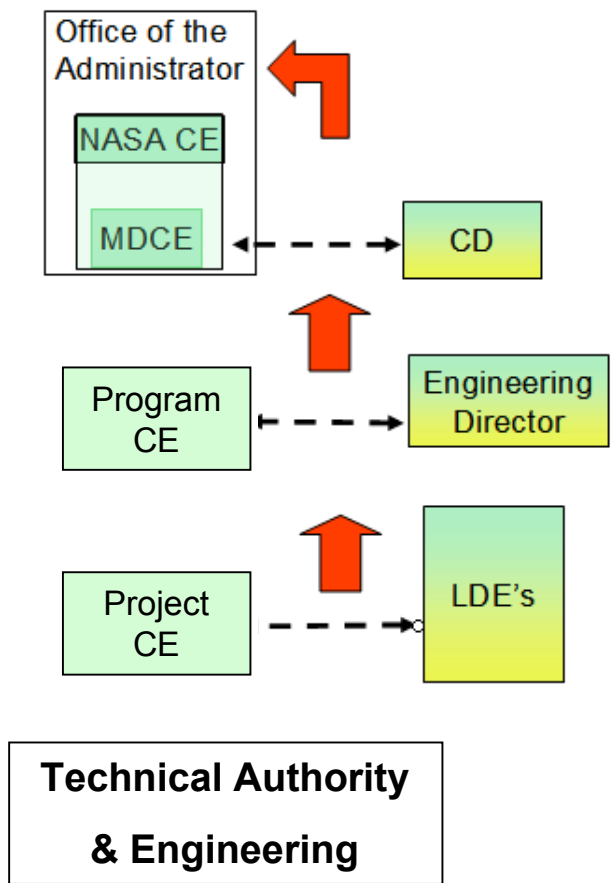 Office of the
Administrator
NASA CE
MDCE
CD
Program
CE
Engineering
Director
Project
CE
LDE's
Technical Authority
& Engineering